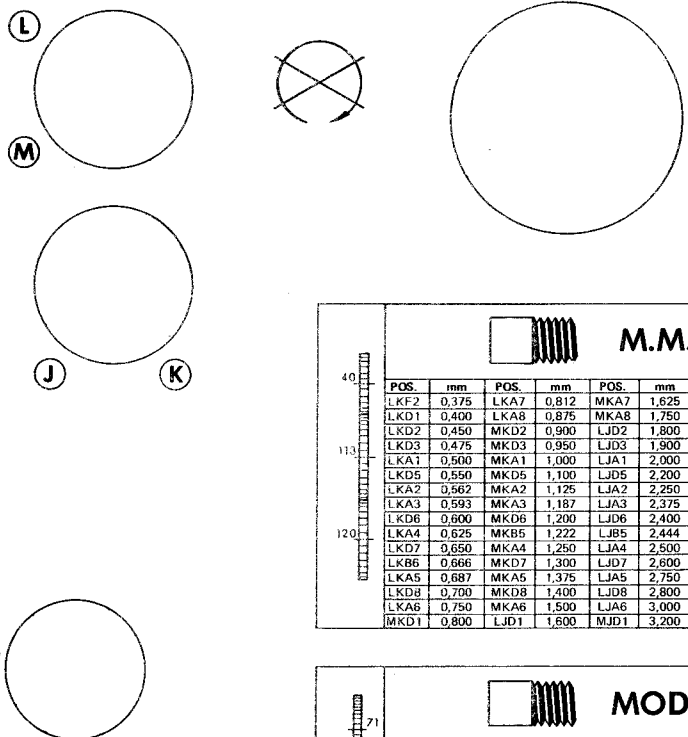 L
M
J
K
M.M.
40
113
120
POS. mm POS. mm POS. mm
LKF2 0,375 LKA7 0,812 MKA7 1,625
LKD1 0,400 LKA8 0,875 MKA8 1,750
LKD2 0,450 MKD2 0,900 LJD2 1,800
LKD3 0,475 MKD3 0,950 LJD3 1,900
LKA1 0,500 MKA1 1,000 LJA1 2,000
LKD5 0,550 MKD5 1,100 LJD5 2,200
LKA2 0,562 MKA2 1,125 LJA2 2,250
LKA3 0,593 MKA3 1,187 LJA3 2,375
LKD6 0,600 MKD6 1,200 LJD6 2,400
LKA4 0,625 MKB5 1,222 LJB5 2,444
LKD7 0,650 MKA4 1,250 LJA4 2,500
LKB6 0,666 MKD7 1,300 LJD7 2,600
LKA5 0,687 MKA5 1,375 LJA5 2,750
LKD8 0,700 MKD8 1,400 LJD8 2,800
LKA6 0,750 MKA6 1,500 LJA6 3,000
MKD1 0,800 LJD1 1,600 MJD1 3,200
71
MOD